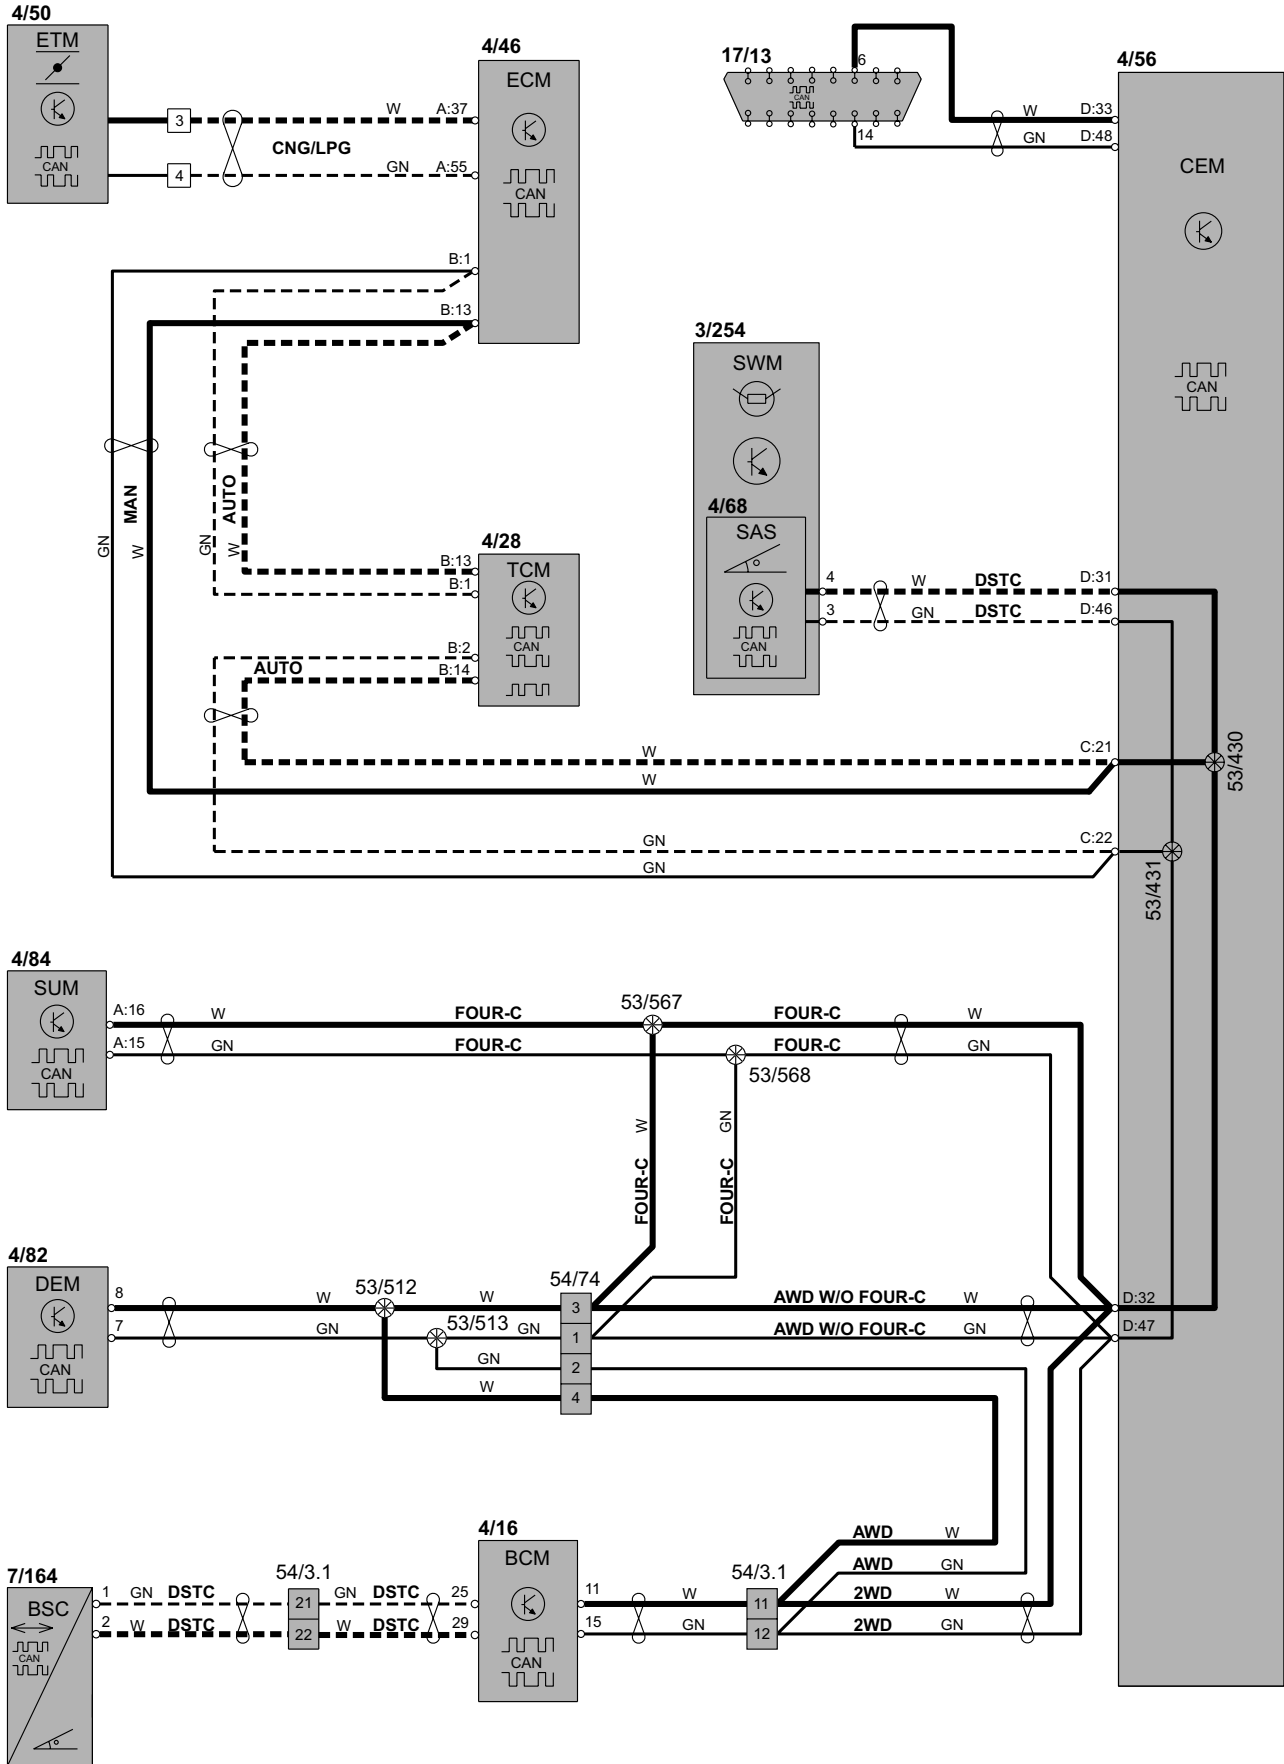 4/50
ETM
CAN
3
4
W
A:37
CNG/LPG
GN
A:55
4/46
ECM
CAN
B:1
B:13
17/13
CAN
6
14
W
D:33
GN
D:48
4/56
CEM
CAN
GN
MAN
W
GN
AUTO
W
4/28
TCM
CAN
B:13
B:1
B:2
B:14
AUTO
3/254
SWM
4/68
SAS
CAN
4
W
DSTC
D:31
3
GN
DSTC
D:46
W
C:21
W
53/430
GN
C:22
GN
53/431
4/84
SUM
CAN
A:16
W
FOUR-C
53/567
FOUR-C
W
A:15
GN
FOUR-C
FOUR-C
GN
53/568
W
FOUR-C
GN
FOUR-C
4/82
DEM
CAN
8
W
53/512
W
54/74
3
AWD W/O FOUR-C
W
D:32
7
GN
53/513
GN
1
AWD W/O FOUR-C
GN
D:47
GN
2
W
4
AWD
W
AWD
GN
7/164
BSC
CAN
1
GN
DSTC
54/3.1
21
GN
DSTC
25
2
W
DSTC
22
W
DSTC
29
4/16
BCM
CAN
11
W
54/3.1
11
2WD
W
15
GN
12
2WD
GN